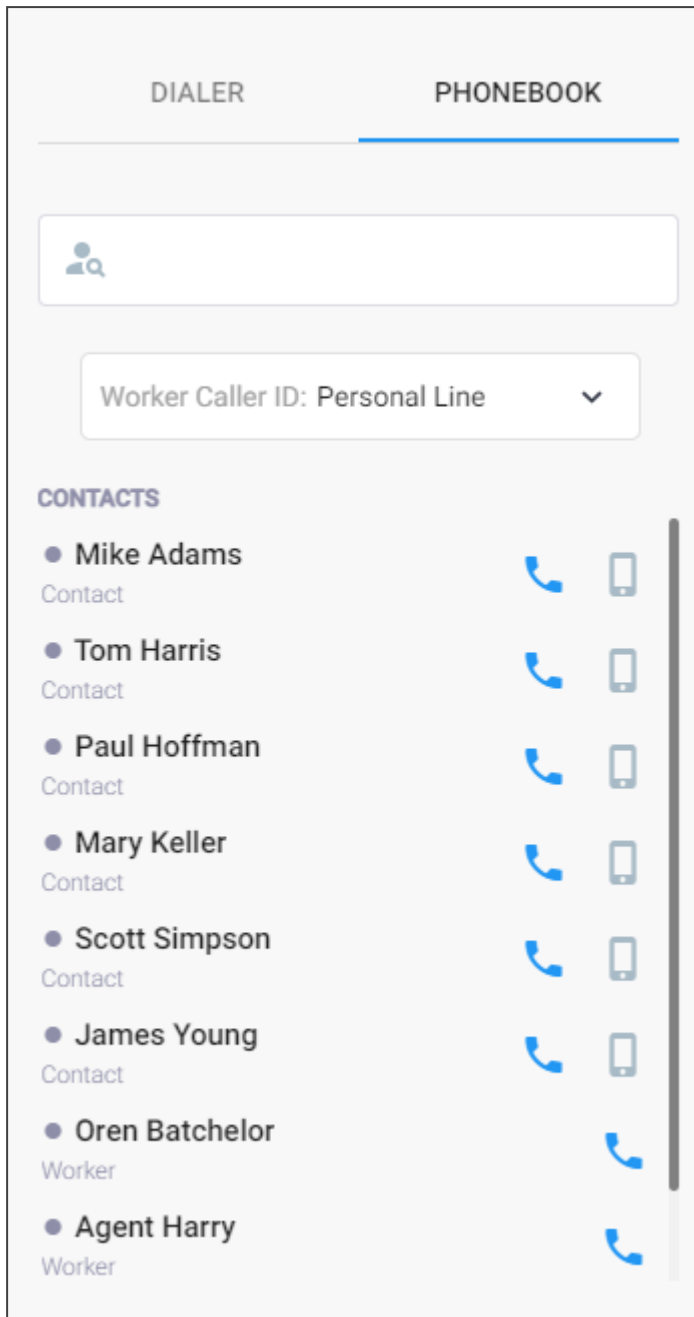 DIALER PHONEBOOK
Worker Caller ID: Personal Line
CONTACTS
Mike Adams
Contact
Tom Harris
Contact
Paul Hoffman
Contact
Mary Keller
Contact
Scott Simpson
Contact
James Young
Contact
Oren Batchelor
Worker
Agent Harry
Worker